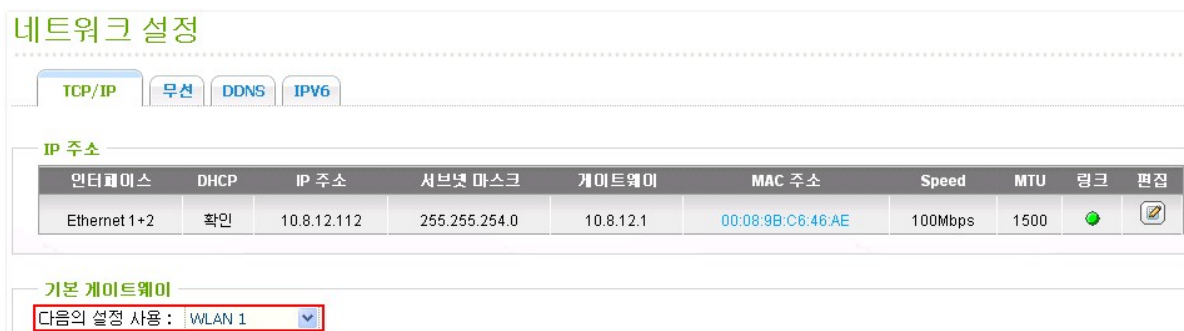 네트워크 설정
TCP/IP 무선 DDNS IPV6
IP 주소
인터페이스 DHCP IP 주소 서브넷 마스크 게이트웨이 MAC 주소 Speed MTU 링크 편집
Ethernet 1+2 확인 10.8.12.112 255.255.254.0 10.8.12.1 00:08:9B:C6:46:AE 100Mbps 1500
기본 게이트웨이
다음의 설정 사용 : WLAN 1